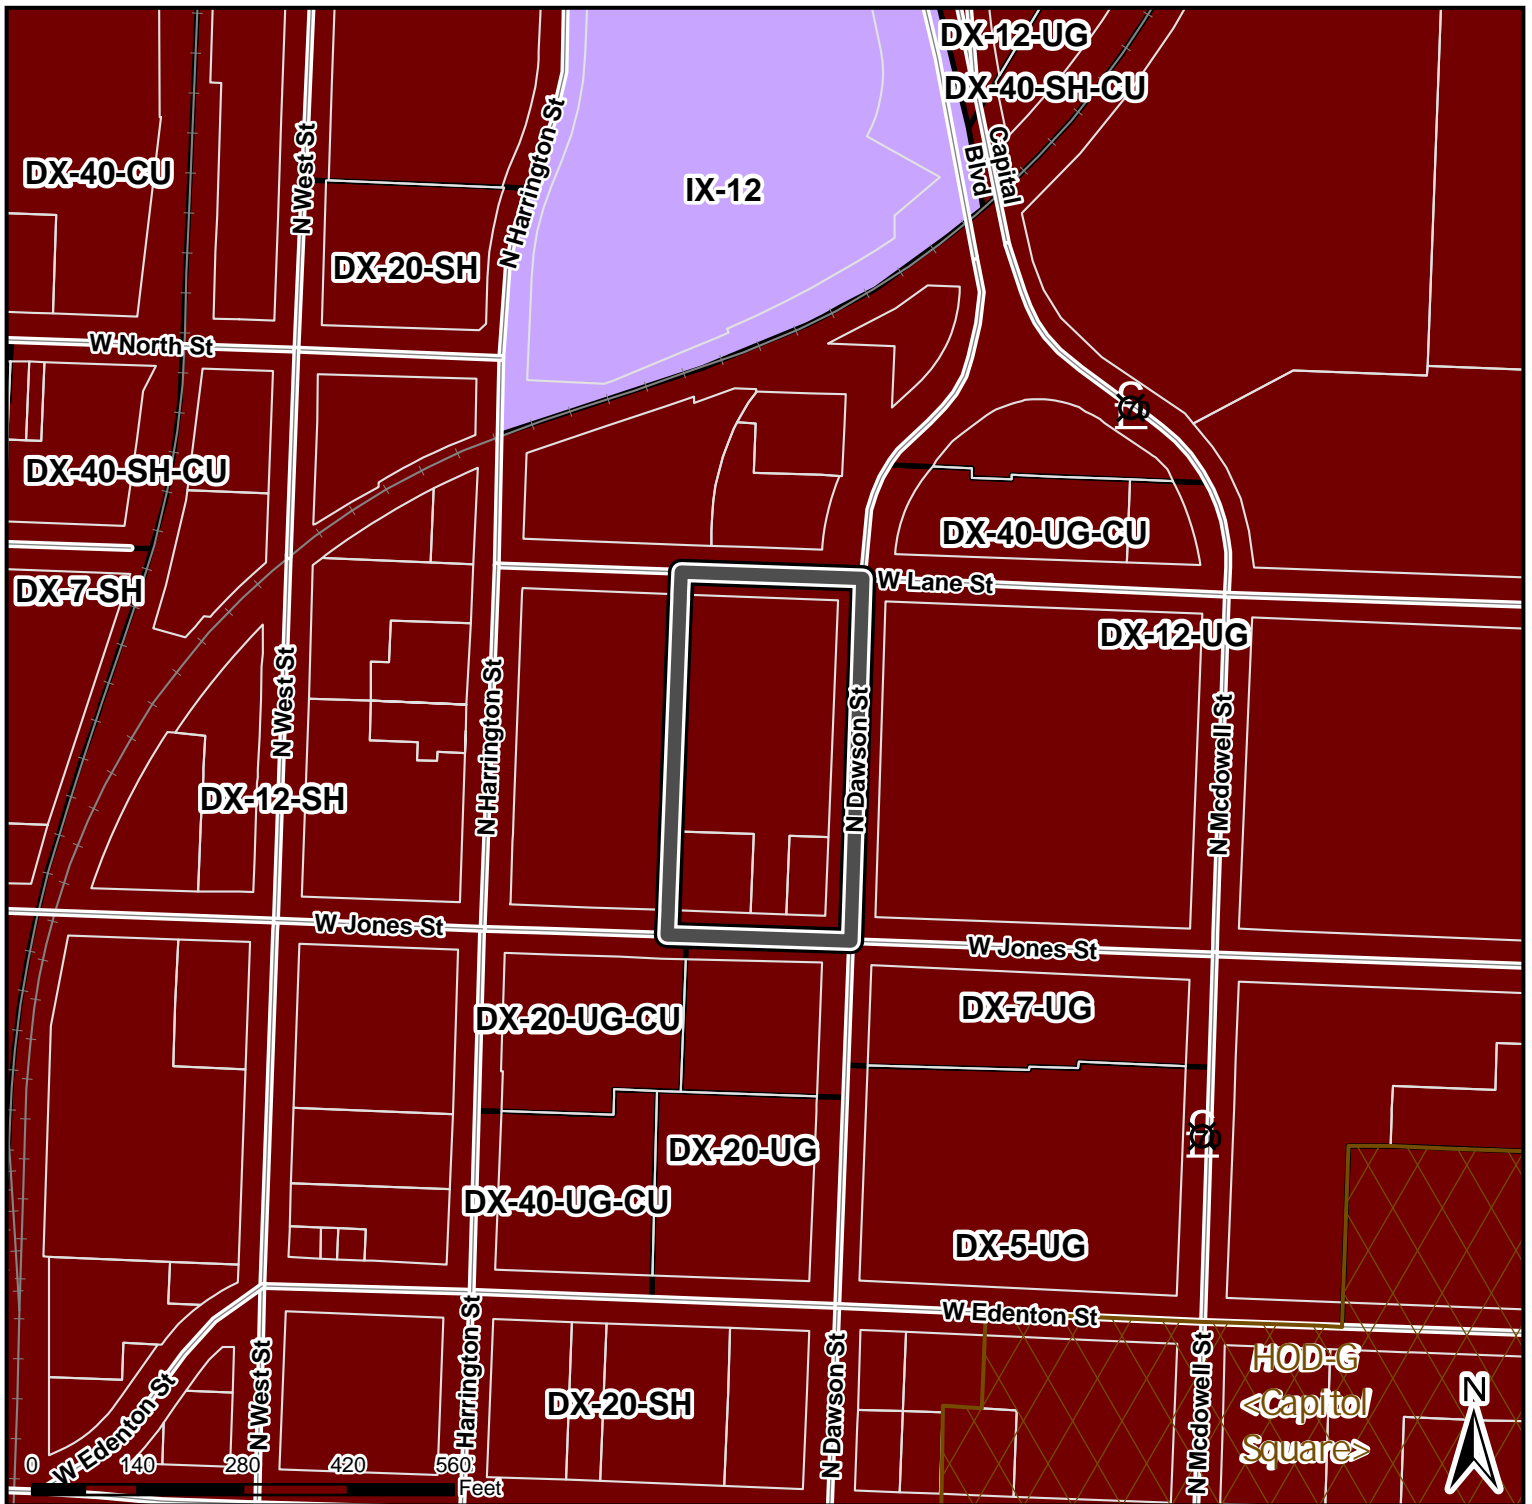 DX-12-UG
DX-40-SH-CU
N Harrington St
N West St
Capital
Blvd
DX-40-CU
IX-12
DX-20-SH
W North St
DX-40-SH-CU
DX-40-UG-CU
DX-7-SH
W Lane St
DX-12-UG
N West St
N Harrington St
N Dawson St
N Mcdowell St
DX-12-SH
W Jones St
W Jones St
DX-20-UG-CU
DX-7-UG
DX-20-UG
DX-40-UG-CU
DX-5-UG
W Edenton St
HOD-G
<Capitol
Square>
N
DX-20-SH
W Edenton St
N West St
Harrington St
N Dawson St
N Mcdowell St
0 140 280 420 560
Feet